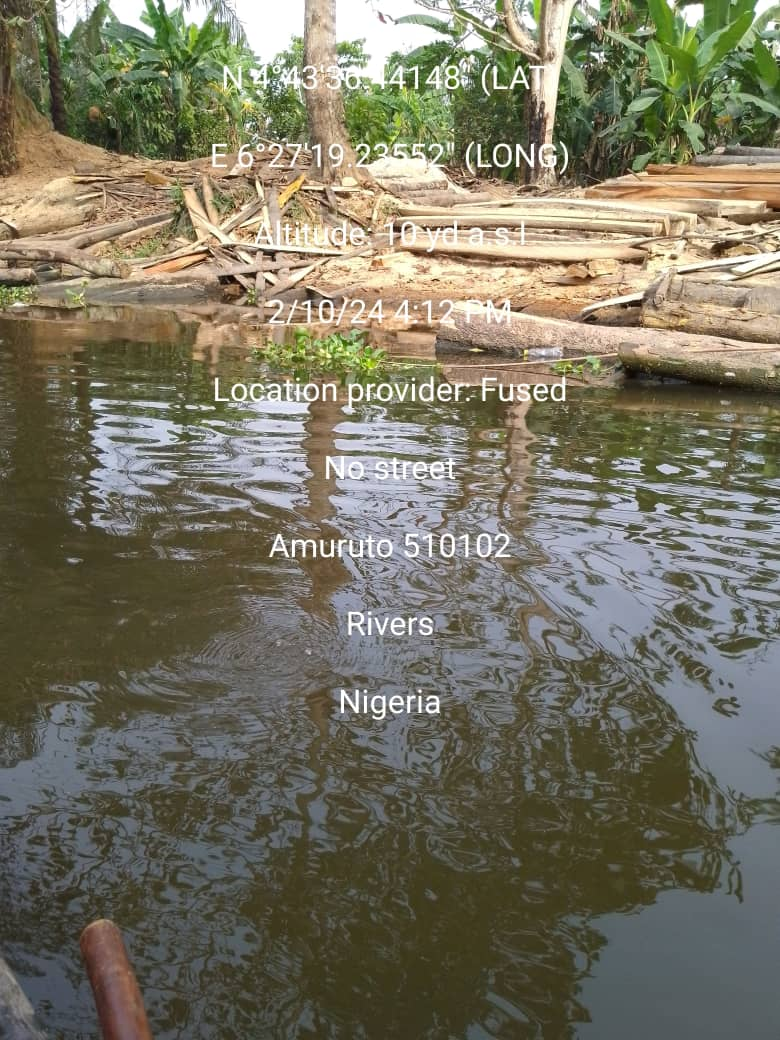 N 4°43'36.44148" (LAT)
E 6°27'19.23552" (LONG)
Altitude: 10 yd a.s.l
2/10/24 4:12 PM
Location provider: Fused
No street
Amuruto 510102
Rivers
Nigeria